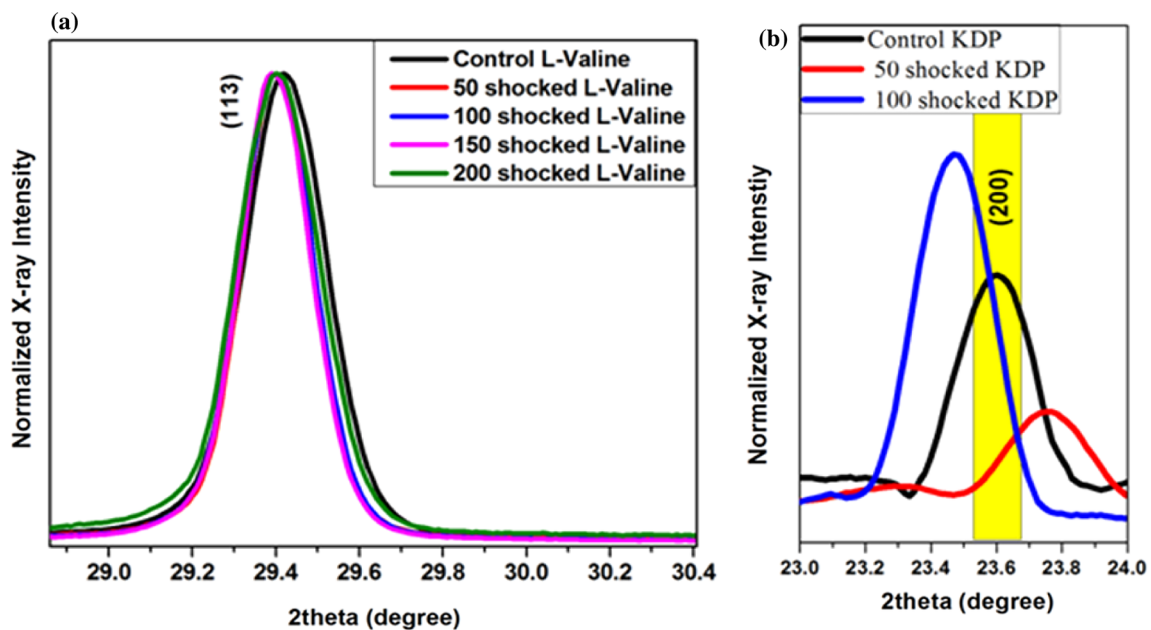 (a)
Control L-Valine
50 shocked L-Valine
100 shocked L-Valine
150 shocked L-Valine
200 shocked L-Valine
(113)
Normalized X-ray Intensity
29.0 29.2 29.4 29.6 29.8 30.0 30.2 30.4
2theta (degree)
(b)
Control KDP
50 shocked KDP
100 shocked KDP
(200)
Normalized X-ray Intenstiy
23.0 23.2 23.4 23.6 23.8 24.0
2theta (degree)